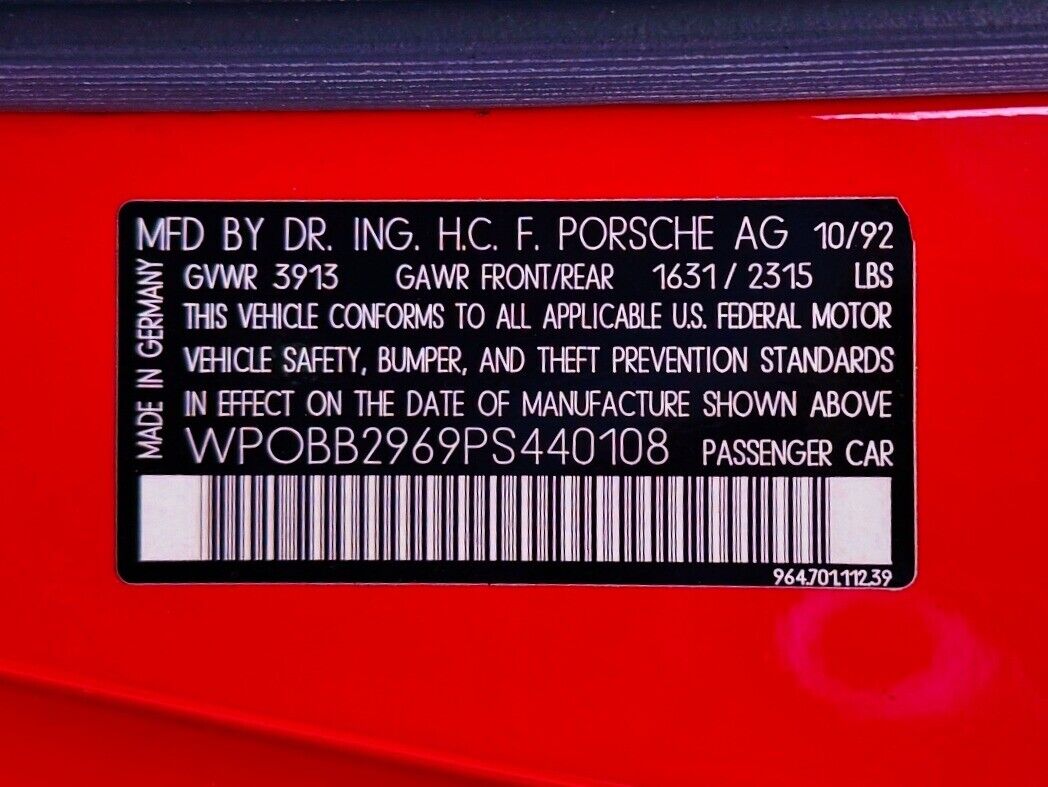 MFD BY DR. ING. H.C. F. PORSCHE AG 10/92
GVWR 3913 GAWR FRONT/REAR 1631 / 2315 LBS
THIS VEHICLE CONFORMS TO ALL APPLICABLE U.S. FEDERAL MOTOR
VEHICLE SAFETY, BUMPER, AND THEFT PREVENTION STANDARDS
IN EFFECT ON THE DATE OF MANUFACTURE SHOWN ABOVE
WP0BB2969PS440108 PASSENGER CAR
MADE IN GERMANY
964.701.112.39